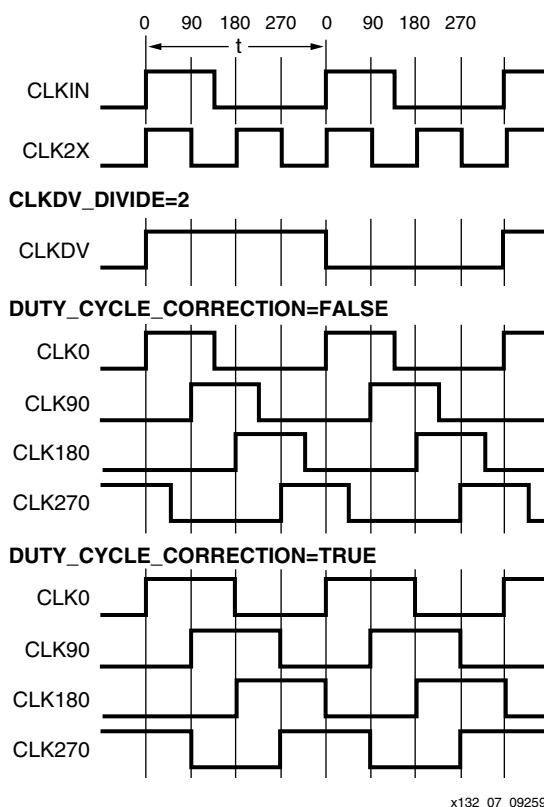 0 90 180 270 0 90 180 270
t
CLKIN
CLK2X
CLKDV_DIVIDE=2
CLKDV
DUTY_CYCLE_CORRECTION=FALSE
CLK0
CLK90
CLK180
CLK270
DUTY_CYCLE_CORRECTION=TRUE
CLK0
CLK90
CLK180
CLK270
x132_07_09259